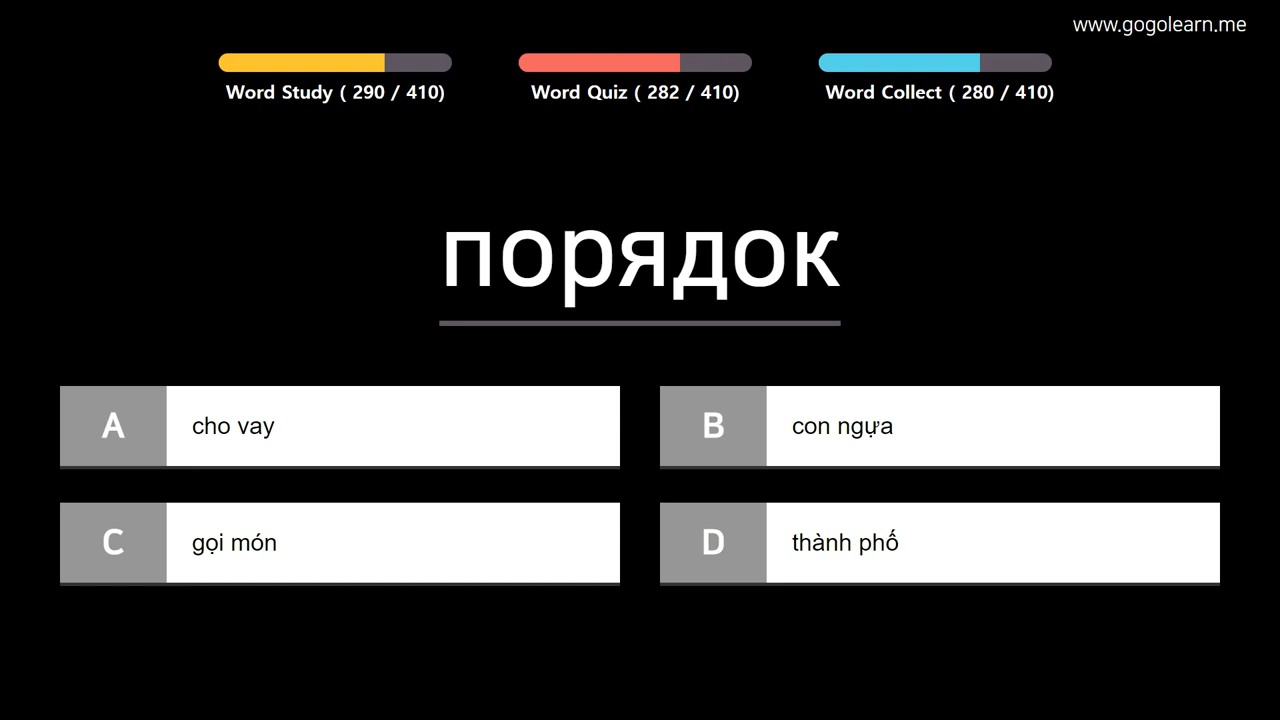 www.gogolearn.me
Word Study ( 290 / 410)
Word Quiz ( 282 / 410)
Word Collect ( 280 / 410)
порядок
A cho vay
B con ngựa
C gọi món
D thành phố